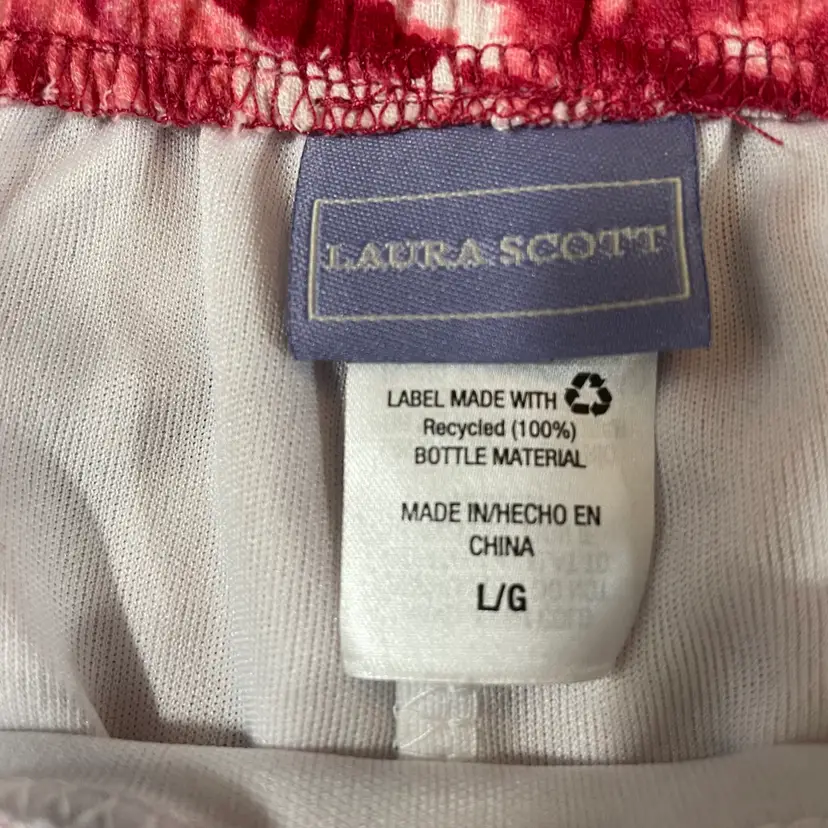 LAURA SCOTT
LABEL MADE WITH
Recycled (100%)
BOTTLE MATERIAL
MADE IN/HECHO EN
CHINA
L/G